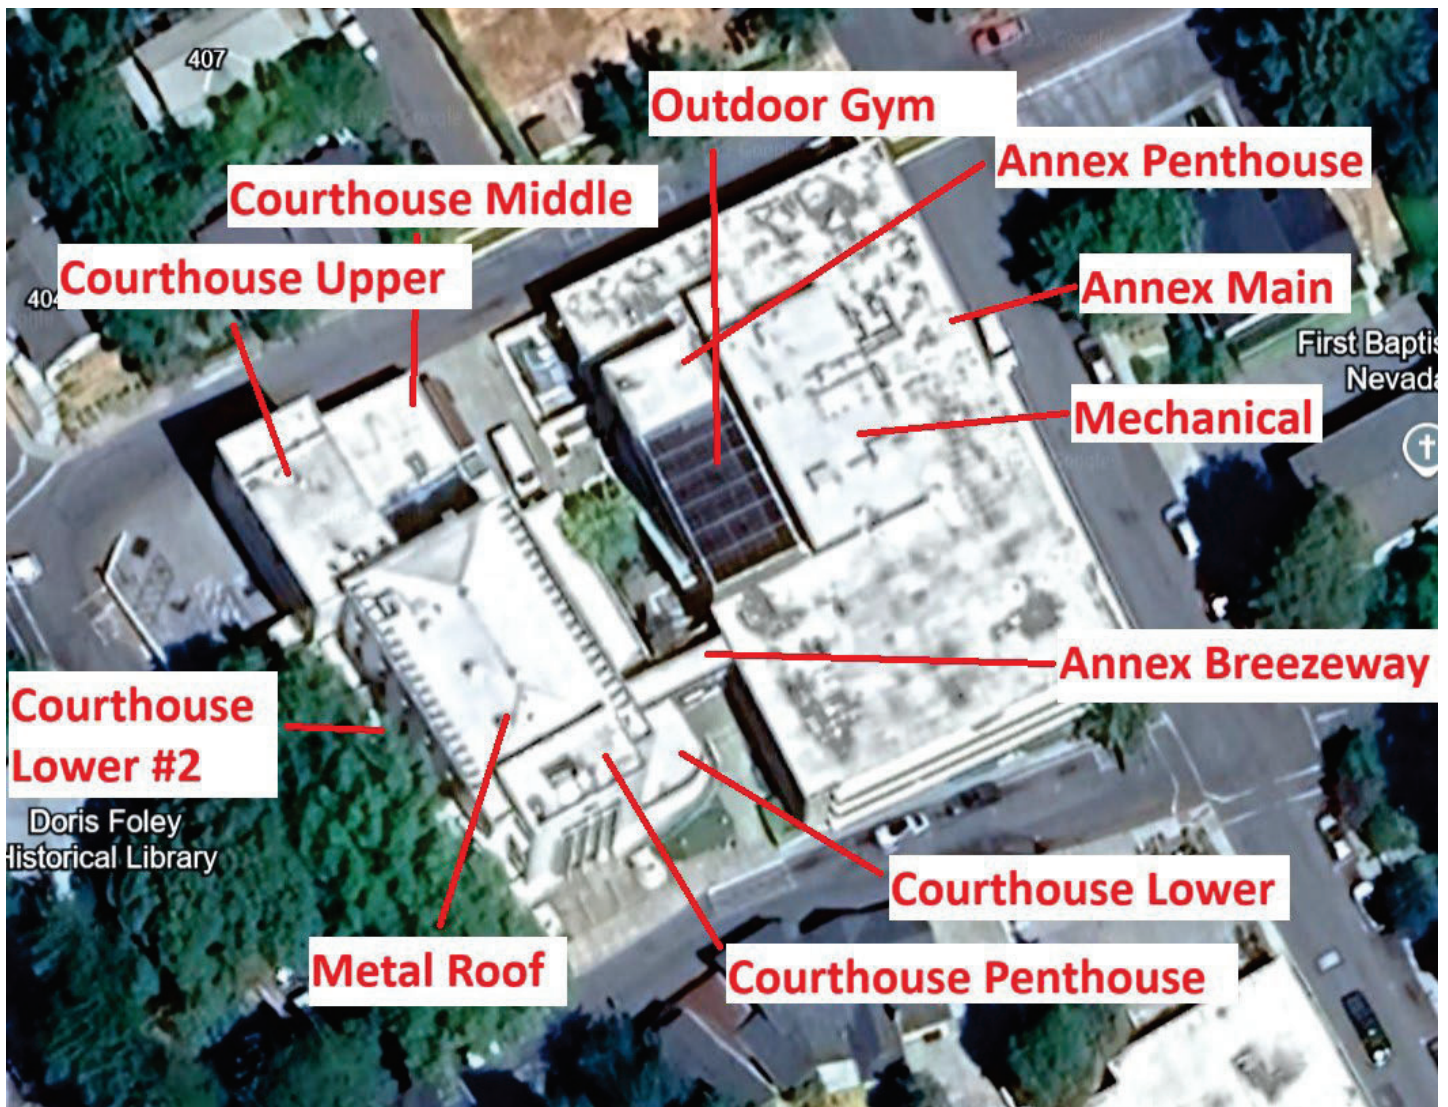 407
Outdoor Gym
Annex Penthouse
Courthouse Middle
Courthouse Upper
Annex Main
First Baptis
Nevada
Mechanical
Annex Breezeway
Courthouse
Lower #2
Doris Foley
Historical Library
Courthouse Lower
Metal Roof
Courthouse Penthouse